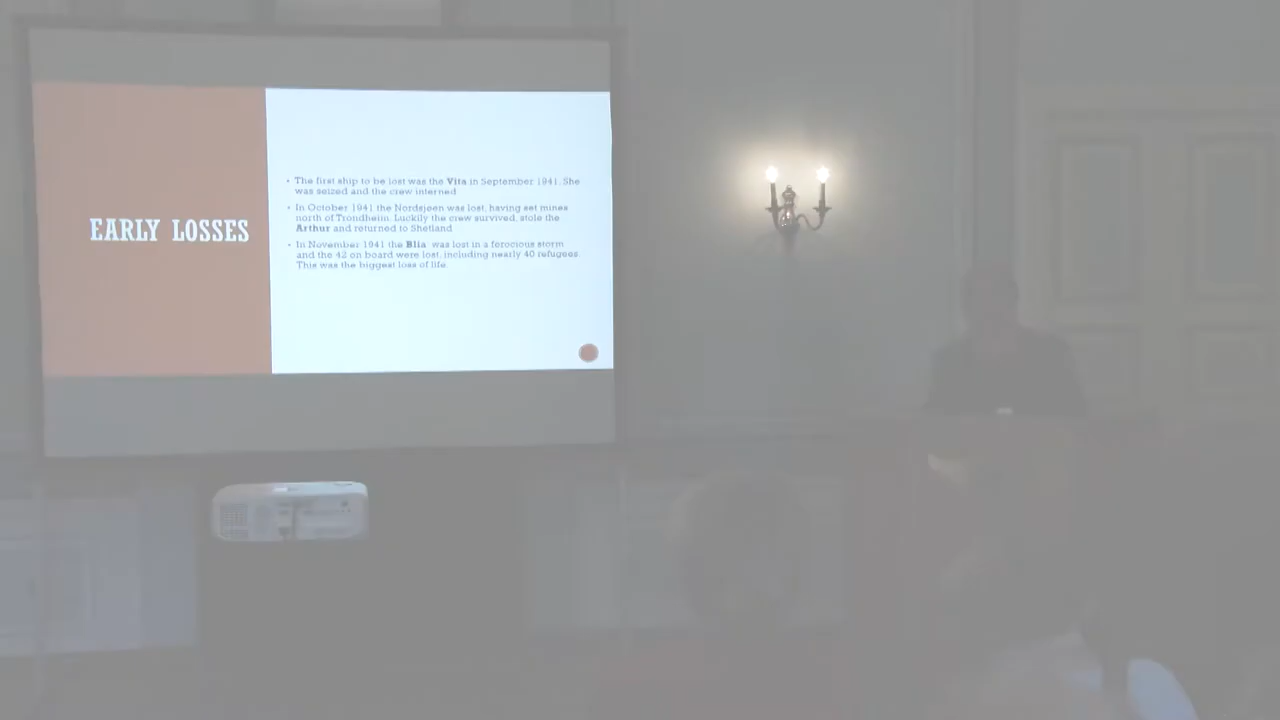 EARLY LOSSES
• The first ship to be lost was the Vita in September 1941. She
was seized and the crew interned
• In October 1941 the Nordsjøen was lost, having set mines
north of Trondheim. Luckily the crew survived, stole the
Arthur and returned to Shetland
• In November 1941 the Blia was lost in a ferocious storm
and the 42 on board were lost, including nearly 40 refugees.
This was the biggest loss of life.